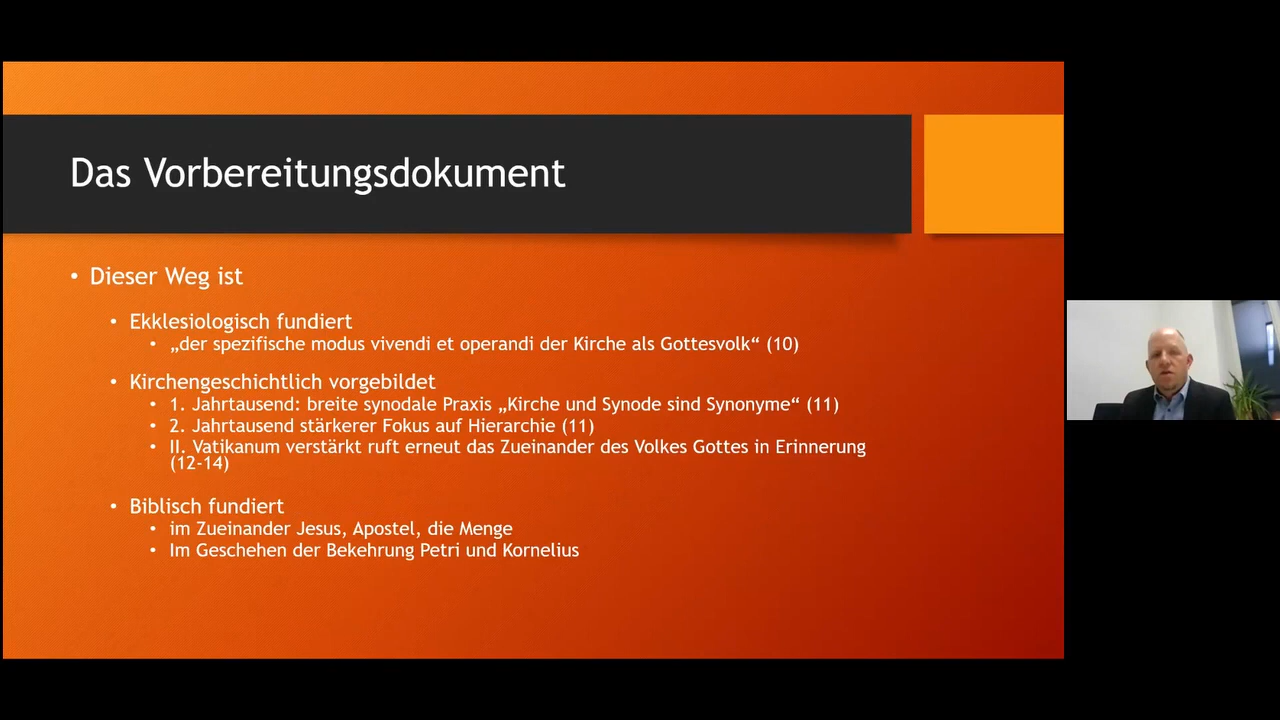 Das Vorbereitungsdokument
• Dieser Weg ist
• Ekklesiologisch fundiert
• „der spezifische modus vivendi et operandi der Kirche als Gottesvolk“ (10)
• Kirchengeschichtlich vorgebildet
• 1. Jahrtausend: breite synodale Praxis „Kirche und Synode sind Synonyme“ (11)
• 2. Jahrtausend stärkerer Fokus auf Hierarchie (11)
• II. Vatikanum verstärkt ruft erneut das Zueinander des Volkes Gottes in Erinnerung
(12-14)
• Biblisch fundiert
• im Zueinander Jesus, Apostel, die Menge
• Im Geschehen der Bekehrung Petri und Kornelius